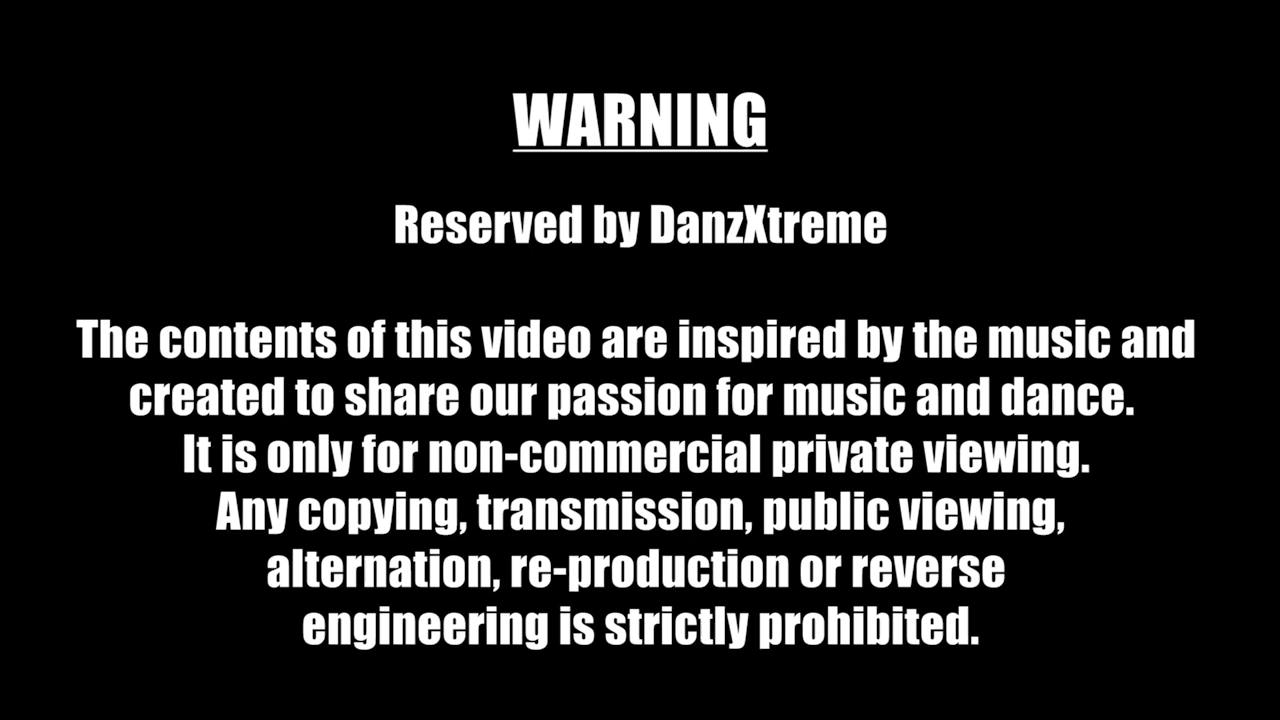 WARNING
Reserved by DanzXtreme
The contents of this video are inspired by the music and
created to share our passion for music and dance.
It is only for non-commercial private viewing.
Any copying, transmission, public viewing,
alternation, re-production or reverse
engineering is strictly prohibited.